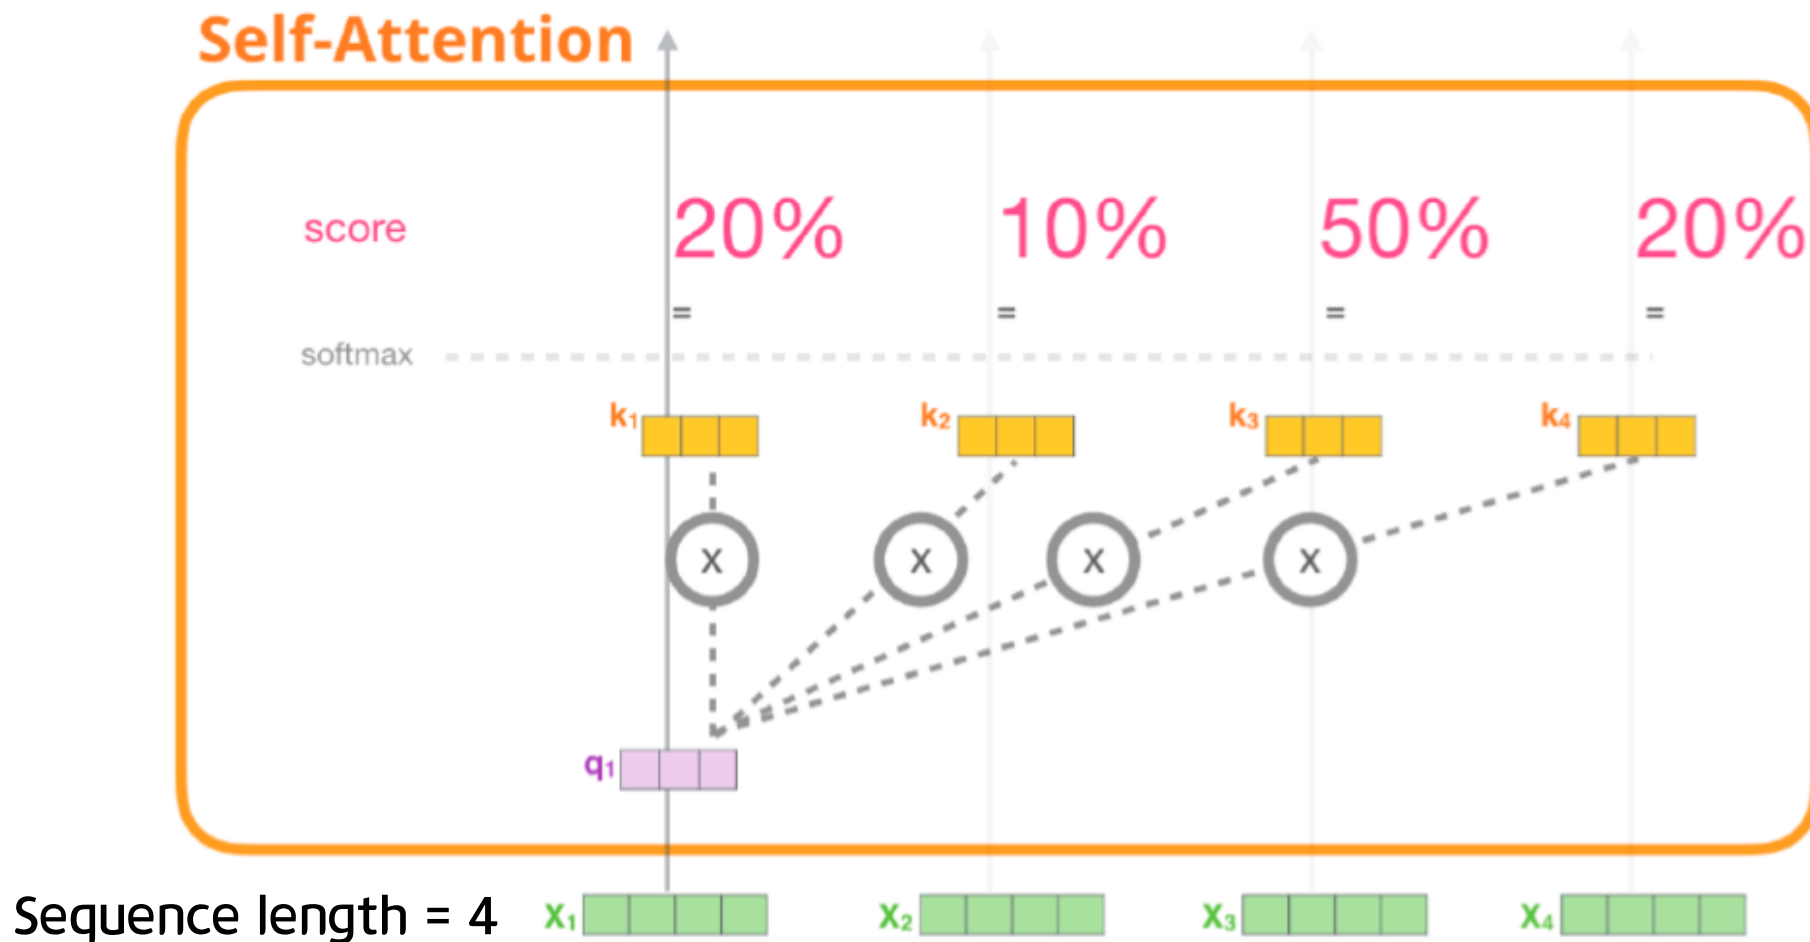 Self-Attention
score 20% 10% 50% 20%
= = = =
softmax
k₁ k₂ k₃ k₄
x x x x
q₁
Sequence length = 4 x₁ x₂ x₃ x₄